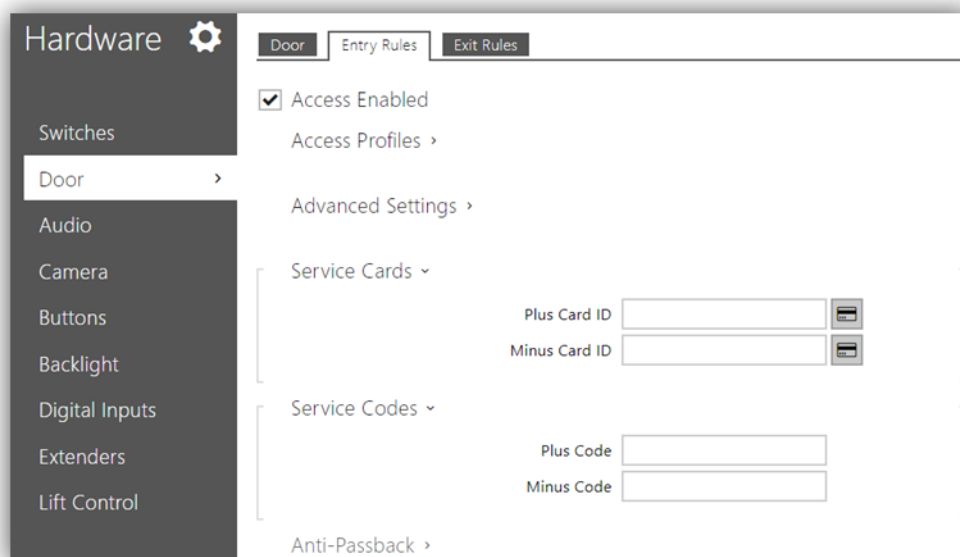 Hardware
Switches
Door
Audio
Camera
Buttons
Backlight
Digital Inputs
Extenders
Lift Control
Door Entry Rules Exit Rules
Access Enabled
Access Profiles
Advanced Settings
Service Cards
Plus Card ID
Minus Card ID
Service Codes
Plus Code
Minus Code
Anti-Passback